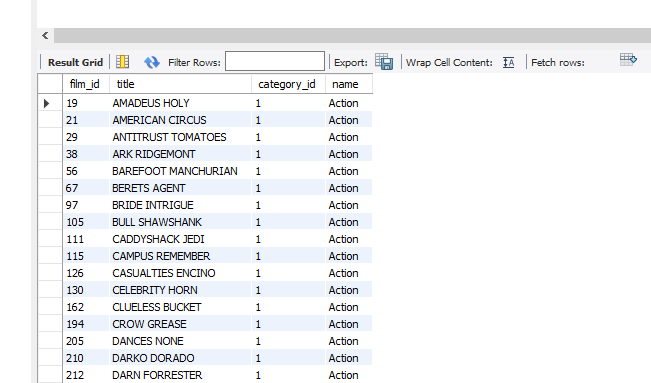 Result Grid Filter Rows: Export: Wrap Cell Content: IA Fetch rows:
film_id title category_id name
19 AMADEUS HOLY 1 Action
21 AMERICAN CIRCUS 1 Action
29 ANTITRUST TOMATOES 1 Action
38 ARK RIDGEMONT 1 Action
56 BAREFOOT MANCHURIAN 1 Action
67 BERETS AGENT 1 Action
97 BRIDE INTRIGUE 1 Action
105 BULL SHAWSHANK 1 Action
111 CADDYSHACK JEDI 1 Action
115 CAMPUS REMEMBER 1 Action
126 CASUALTIES ENCINO 1 Action
130 CELEBRITY HORN 1 Action
162 CLUELESS BUCKET 1 Action
194 CROW GREASE 1 Action
205 DANCES NONE 1 Action
210 DARKO DORADO 1 Action
212 DARN FORRESTER 1 Action